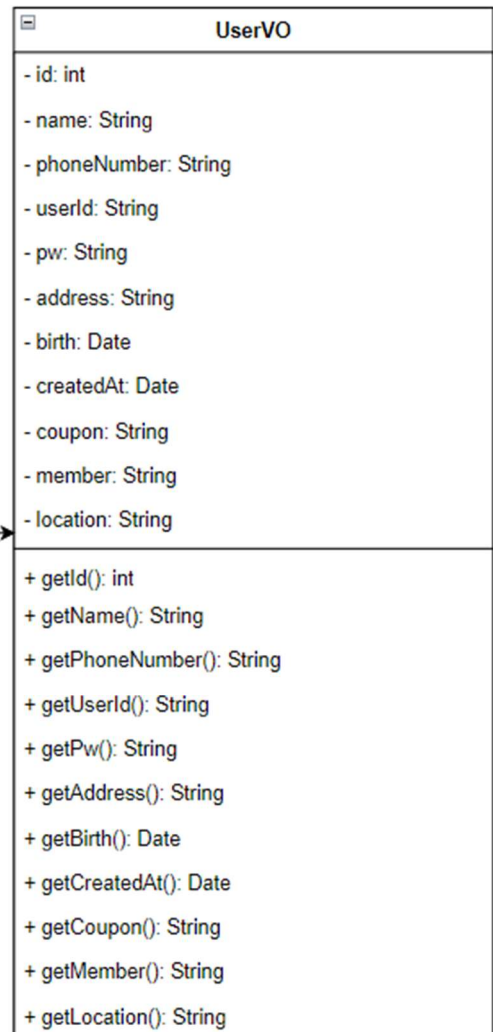 UserVO
- id: int
- name: String
- phoneNumber: String
- userId: String
- pw: String
- address: String
- birth: Date
- createdAt: Date
- coupon: String
- member: String
- location: String
+ getId(): int
+ getName(): String
+ getPhoneNumber(): String
+ getUserId(): String
+ getPw(): String
+ getAddress(): String
+ getBirth(): Date
+ getCreatedAt(): Date
+ getCoupon(): String
+ getMember(): String
+ getLocation(): String